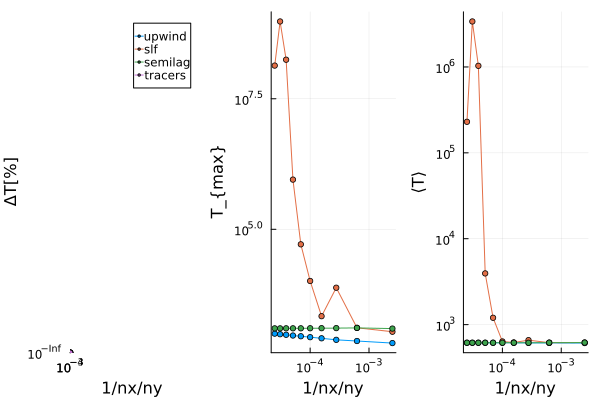 upwind
slf
semilag
tracers
ΔT[%]
10^-Inf
1/nx/ny
T_{max}
10^7.5
10^5.0
10^-4 10^-3
1/nx/ny
⟨T⟩
10^6
10^5
10^4
10^3
10^-4 10^-3
1/nx/ny